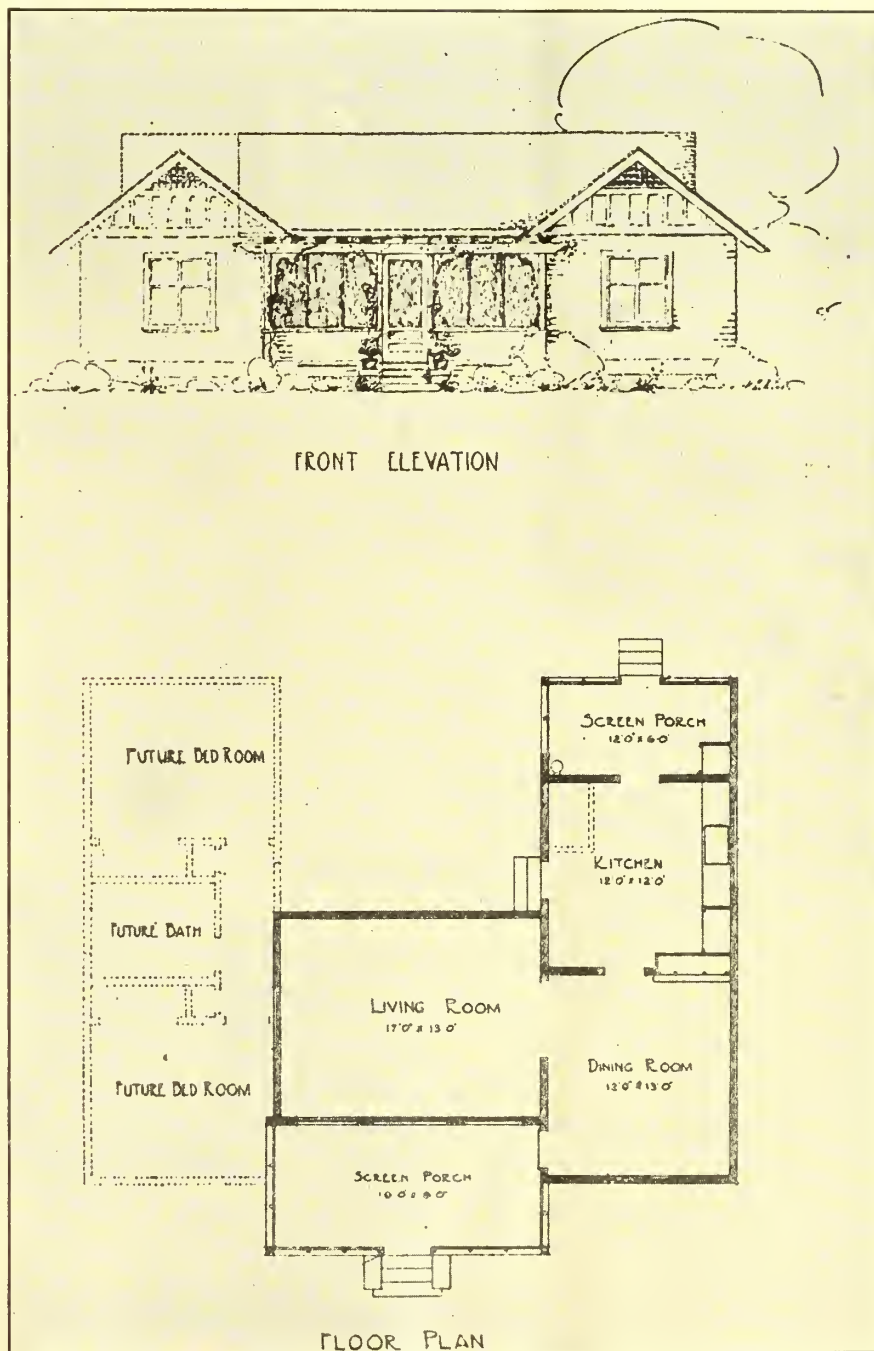 FRONT ELEVATION
SCREEN PORCH
12'0" x 6'0"
FUTURE BED ROOM
KITCHEN
12'0" x 12'0"
FUTURE BATH
LIVING ROOM
17'0" x 13'0"
DINING ROOM
12'0" x 13'0"
FUTURE BED ROOM
SCREEN PORCH
FLOOR PLAN